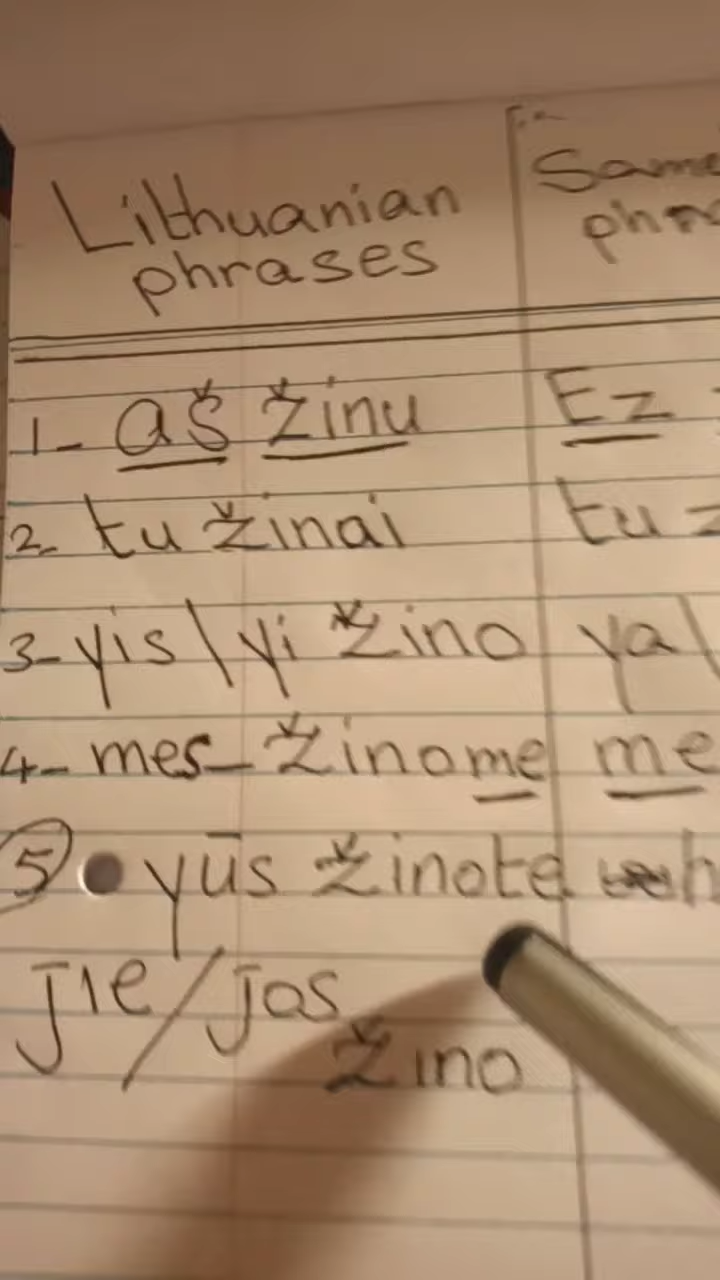 Lithuanian phrases
Same
1- aš žinu Ez
2- tu žinai tu
3- yis\yi žino ya\
4- mes- žinome me
5 yūs žinote
jie/jos
žino